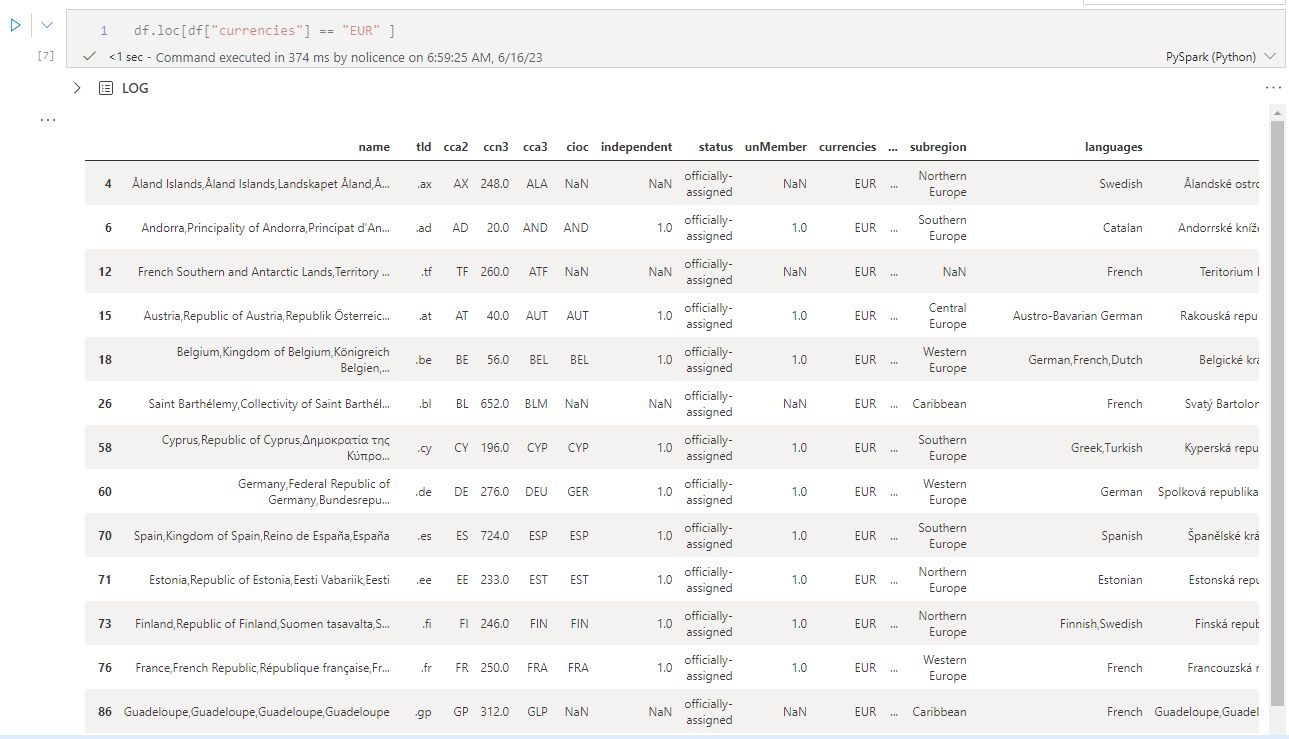 1 df.loc[df["currencies"] == "EUR" ]
[7] <1 sec - Command executed in 374 ms by nolicence on 6:59:25 AM, 6/16/23 PySpark (Python)
LOG ...
...
name tld cca2 ccn3 cca3 cioc independent status unMember currencies ... subregion languages
4 Åland Islands,Åland Islands,Landskapet Åland,Å... .ax AX 248.0 ALA NaN NaN officially-assigned NaN EUR ... Northern Europe Swedish Ålandské ostro
6 Andorra,Principality of Andorra,Principat d'An... .ad AD 20.0 AND AND 1.0 officially-assigned 1.0 EUR ... Southern Europe Catalan Andorrské kníže
12 French Southern and Antarctic Lands,Territory ... .tf TF 260.0 ATF NaN NaN officially-assigned NaN EUR ... NaN French Teritorium
15 Austria,Republic of Austria,Republik Österreic... .at AT 40.0 AUT AUT 1.0 officially-assigned 1.0 EUR ... Central Europe Austro-Bavarian German Rakouská repu
18 Belgium,Kingdom of Belgium,Königreich Belgien,... .be BE 56.0 BEL BEL 1.0 officially-assigned 1.0 EUR ... Western Europe German,French,Dutch Belgické krá
26 Saint Barthélemy,Collectivity of Saint Barthél... .bl BL 652.0 BLM NaN NaN officially-assigned NaN EUR ... Caribbean French Svatý Bartolom
58 Cyprus,Republic of Cyprus,Δημοκρατία της Κύπρο... .cy CY 196.0 CYP CYP 1.0 officially-assigned 1.0 EUR ... Southern Europe Greek,Turkish Kyperská repu
60 Germany,Federal Republic of Germany,Bundesrepu... .de DE 276.0 DEU GER 1.0 officially-assigned 1.0 EUR ... Western Europe German Spolková republika
70 Spain,Kingdom of Spain,Reino de España,España .es ES 724.0 ESP ESP 1.0 officially-assigned 1.0 EUR ... Southern Europe Spanish Španělské krá
71 Estonia,Republic of Estonia,Eesti Vabariik,Eesti .ee EE 233.0 EST EST 1.0 officially-assigned 1.0 EUR ... Northern Europe Estonian Estonská repu
73 Finland,Republic of Finland,Suomen tasavalta,S... .fi FI 246.0 FIN FIN 1.0 officially-assigned 1.0 EUR ... Northern Europe Finnish,Swedish Finská repub
76 France,French Republic,République française,Fr... .fr FR 250.0 FRA FRA 1.0 officially-assigned 1.0 EUR ... Western Europe French Francouzská r
86 Guadeloupe,Guadeloupe,Guadeloupe,Guadeloupe .gp GP 312.0 GLP NaN NaN officially-assigned NaN EUR ... Caribbean French Guadeloupe,Guadel